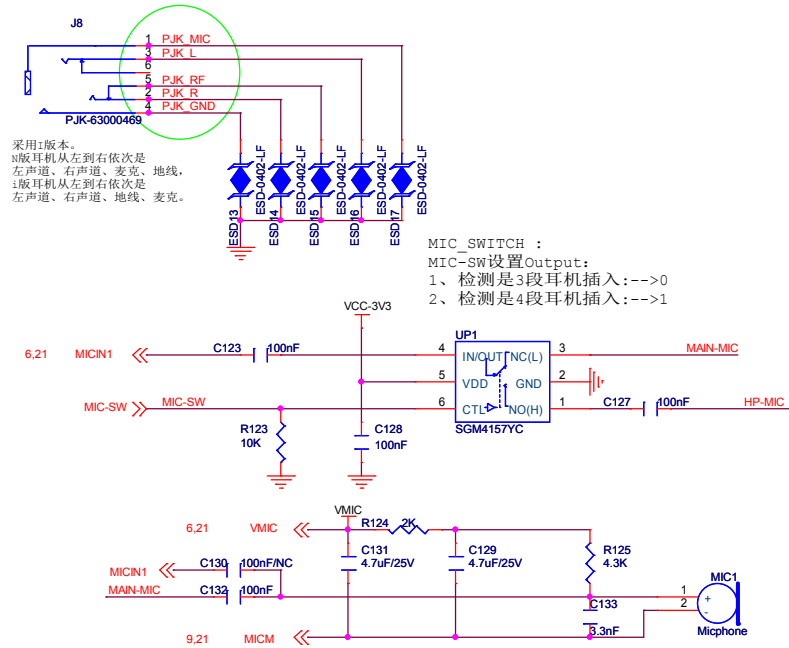 J8
1 PJK_MIC
3 PJK_L
6
5 PJK_RF
2 PJK_R
4 PJK_GND
PJK-63000469
采用I版本。
N版耳机从左到右依次是
左声道、右声道、麦克、地线，
i版耳机从左到右依次是
左声道、右声道、地线、麦克。
ESD13 ESD-0402-LF
ESD14 ESD-0402-LF
ESD15 ESD-0402-LF
ESD16 ESD-0402-LF
ESD17 ESD-0402-LF
MIC_SWITCH :
MIC-SW设置Output:
1、检测是3段耳机插入:-->0
2、检测是4段耳机插入:-->1
VCC-3V3
UP1
6,21 MICIN1 C123 100nF 4 IN/OUT NC(L) 3 MAIN-MIC
5 VDD GND 2
MIC-SW MIC-SW 6 CTL NO(H) 1 C127 100nF HP-MIC
SGM4157YC
R123
10K
C128
100nF
VMIC
6,21 VMIC R124 2K
C131
4.7uF/25V
C129
4.7uF/25V
R125
4.3K
MICIN1 C130 100nF/NC
MAIN-MIC C132 100nF
MIC1
1 +
2 -
Micphone
C133
3.3nF
9,21 MICM